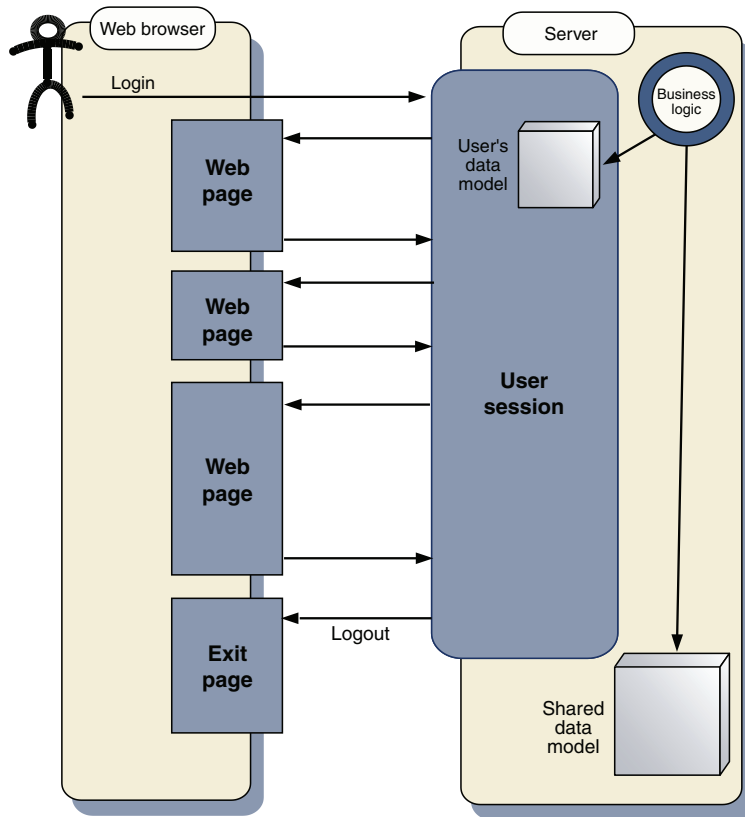 Web browser
Server
Login
Business
logic
User's
data
model
Web
page
Web
page
User
session
Web
page
Logout
Exit
page
Shared
data
model